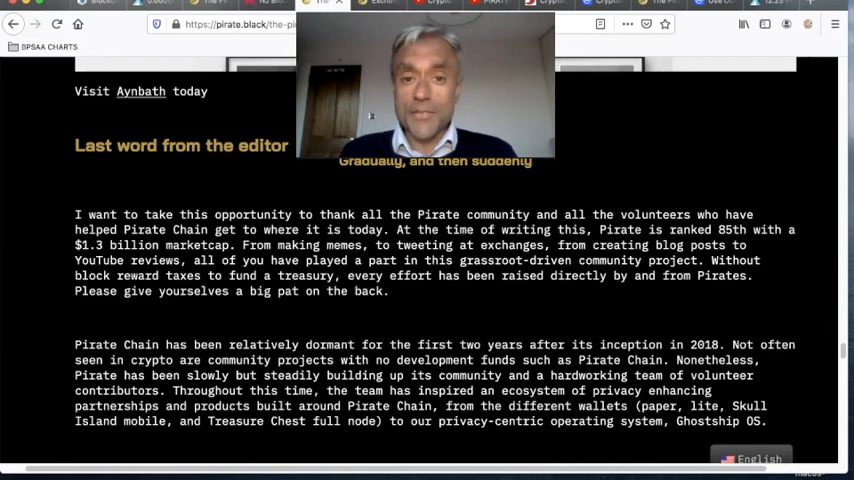 https://pirate.black/the-pi
BPSAA CHARTS
Visit Aynbath today
Last word from the editor
Gradually, and then suddenly
I want to take this opportunity to thank all the Pirate community and all the volunteers who have
helped Pirate Chain get to where it is today. At the time of writing this, Pirate is ranked 85th with a
$1.3 billion marketcap. From making memes, to tweeting at exchanges, from creating blog posts to
YouTube reviews, all of you have played a part in this grassroot-driven community project. Without
block reward taxes to fund a treasury, every effort has been raised directly by and from Pirates.
Please give yourselves a big pat on the back.
Pirate Chain has been relatively dormant for the first two years after its inception in 2018. Not often
seen in crypto are community projects with no development funds such as Pirate Chain. Nonetheless,
Pirate has been slowly but steadily building up its community and a hardworking team of volunteer
contributors. Throughout this time, the team has inspired an ecosystem of privacy enhancing
partnerships and products built around Pirate Chain, from the different wallets (paper, lite, Skull
Island mobile, and Treasure Chest full node) to our privacy-centric operating system, Ghostship OS.
English